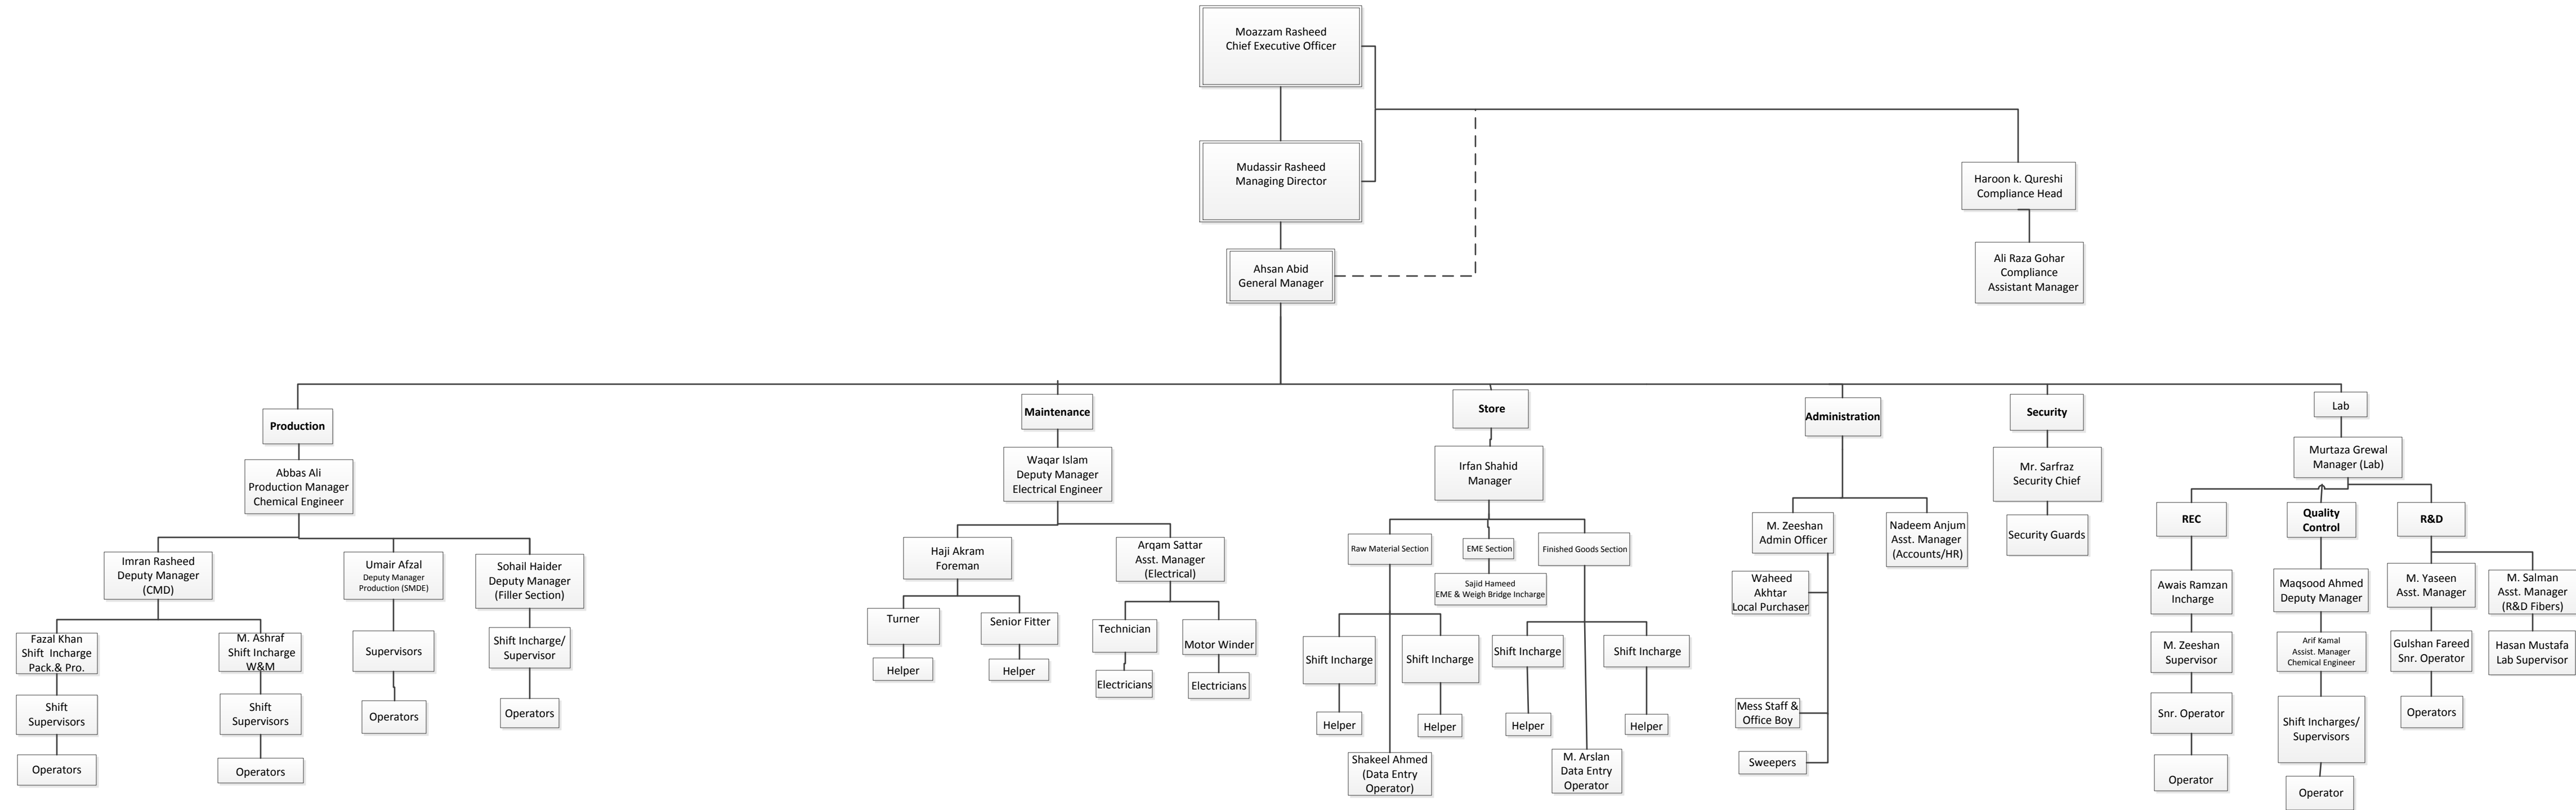 Moazzam Rasheed
Chief Executive Officer
Mudassir Rasheed
Managing Director
Haroon k. Qureshi
Compliance Head
Ahsan Abid
General Manager
Ali Raza Gohar
Compliance
Assistant Manager
Production
Abbas Ali
Production Manager
Chemical Engineer
Imran Rasheed
Deputy Manager
(CMD)
Fazal Khan
Shift Incharge
Pack.& Pro.
Shift
Supervisors
Operators
M. Ashraf
Shift Incharge
W&M
Shift
Supervisors
Operators
Umair Afzal
Deputy Manager
Production (SMDE)
Supervisors
Operators
Sohail Haider
Deputy Manager
(Filler Section)
Shift Incharge/
Supervisor
Operators
Maintenance
Waqar Islam
Deputy Manager
Electrical Engineer
Haji Akram
Foreman
Turner
Helper
Senior Fitter
Helper
Arqam Sattar
Asst. Manager
(Electrical)
Technician
Electricians
Motor Winder
Electricians
Store
Irfan Shahid
Manager
Raw Material Section
Shift Incharge
Helper
Shift Incharge
Helper
Shakeel Ahmed
(Data Entry
Operator)
EME Section
Sajid Hameed
EME & Weigh Bridge Incharge
Finished Goods Section
Shift Incharge
Helper
Shift Incharge
Helper
M. Arslan
Data Entry
Operator
Administration
M. Zeeshan
Admin Officer
Waheed
Akhtar
Local Purchaser
Mess Staff &
Office Boy
Sweepers
Nadeem Anjum
Asst. Manager
(Accounts/HR)
Security
Mr. Sarfraz
Security Chief
Security Guards
Lab
Murtaza Grewal
Manager (Lab)
REC
Awais Ramzan
Incharge
M. Zeeshan
Supervisor
Snr. Operator
Operator
Quality
Control
Maqsood Ahmed
Deputy Manager
Arif Kamal
Assist. Manager
Chemical Engineer
Shift Incharges/
Supervisors
Operator
R&D
M. Yaseen
Asst. Manager
Gulshan Fareed
Snr. Operator
Operators
M. Salman
Asst. Manager
(R&D Fibers)
Hasan Mustafa
Lab Supervisor